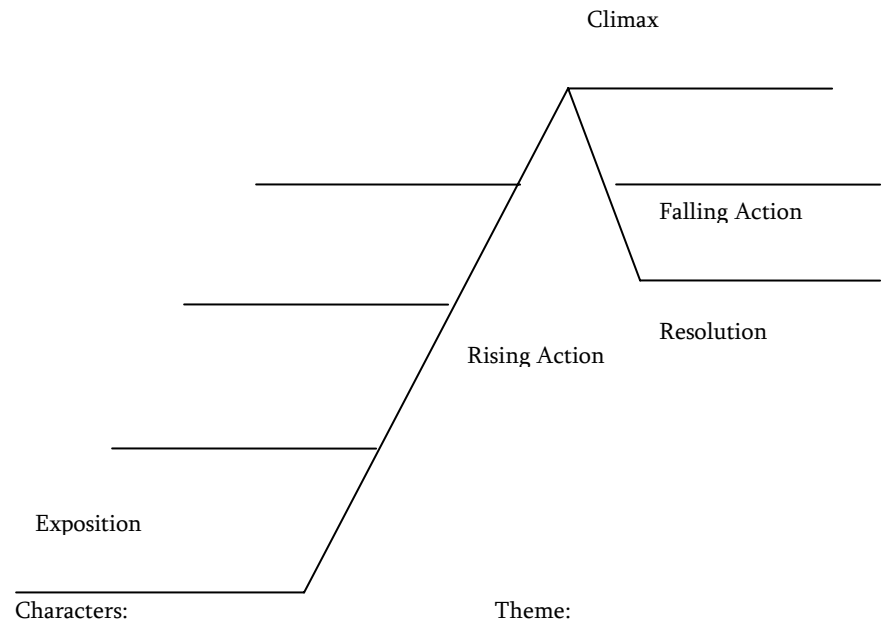 Climax
Falling Action
Resolution
Rising Action
Exposition
Characters:
Theme: